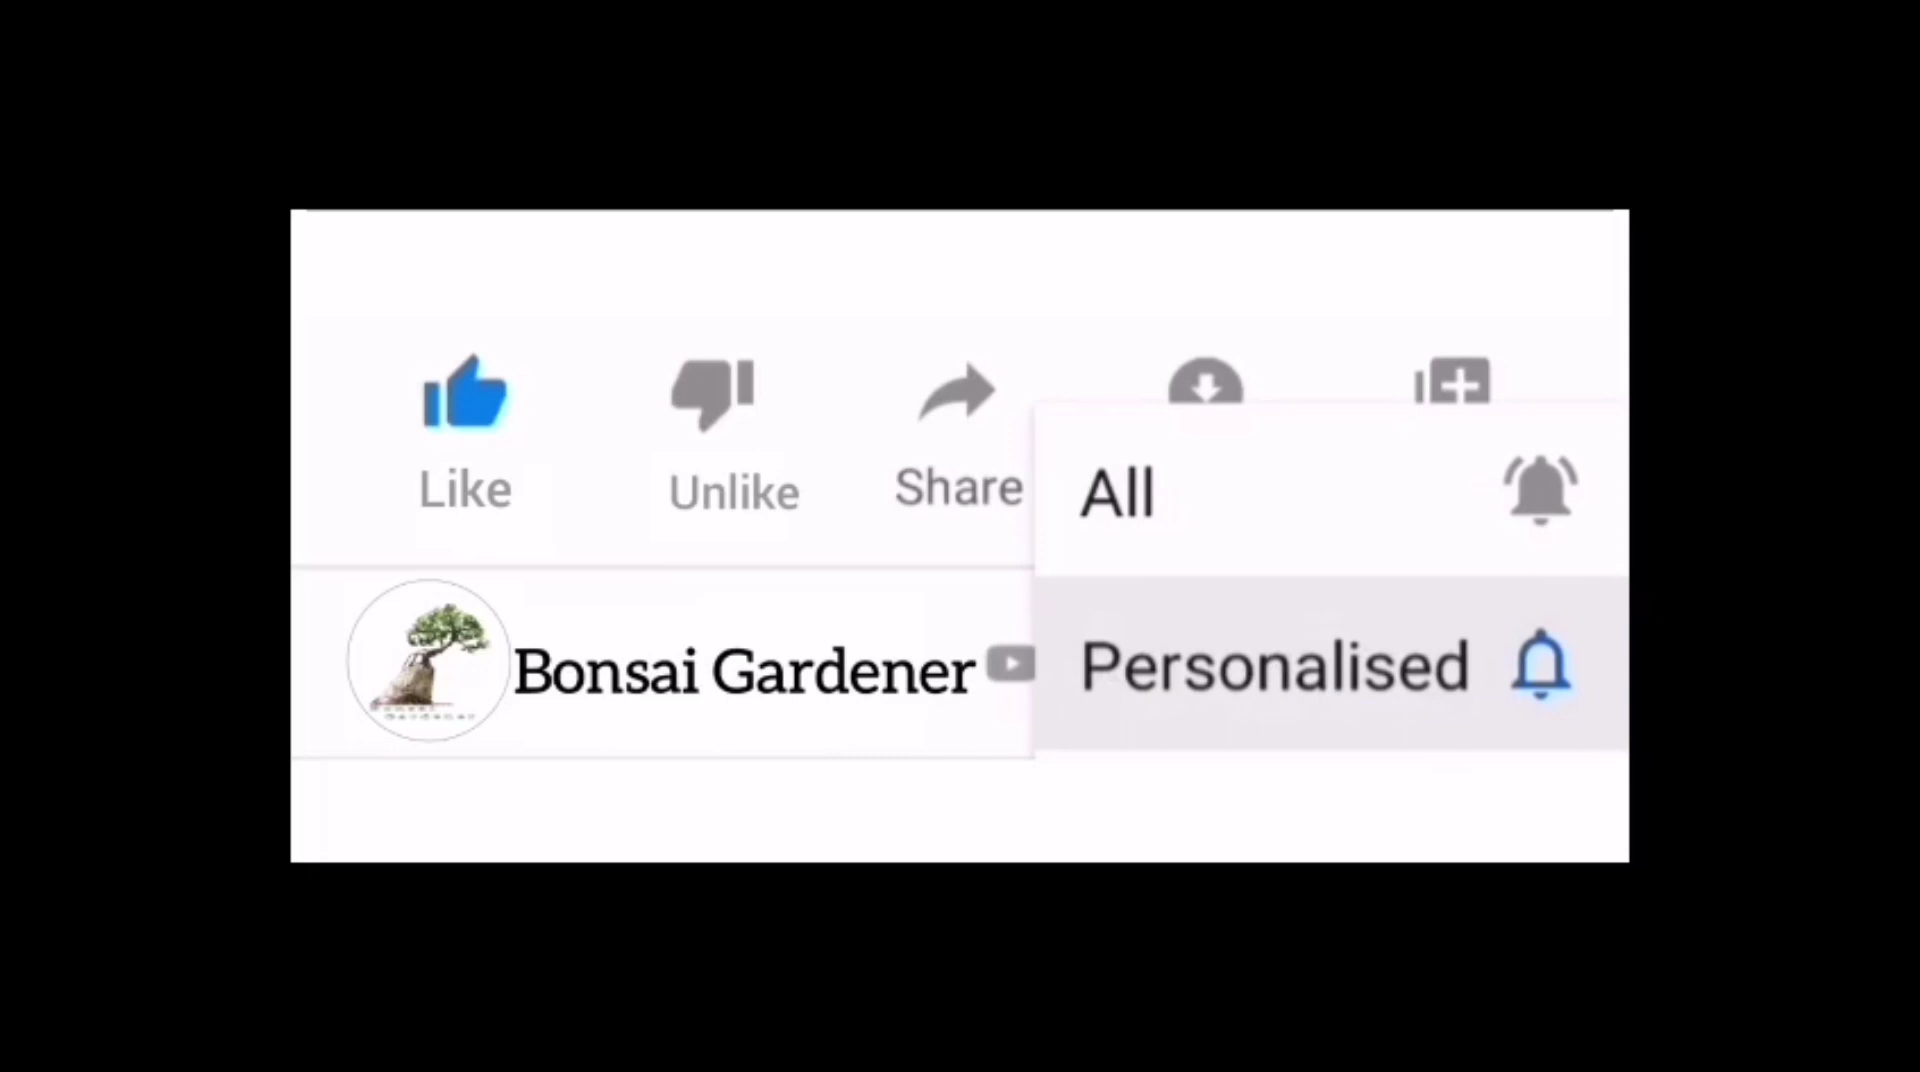 Like
Unlike
Share
All
Bonsai Gardener
Personalised